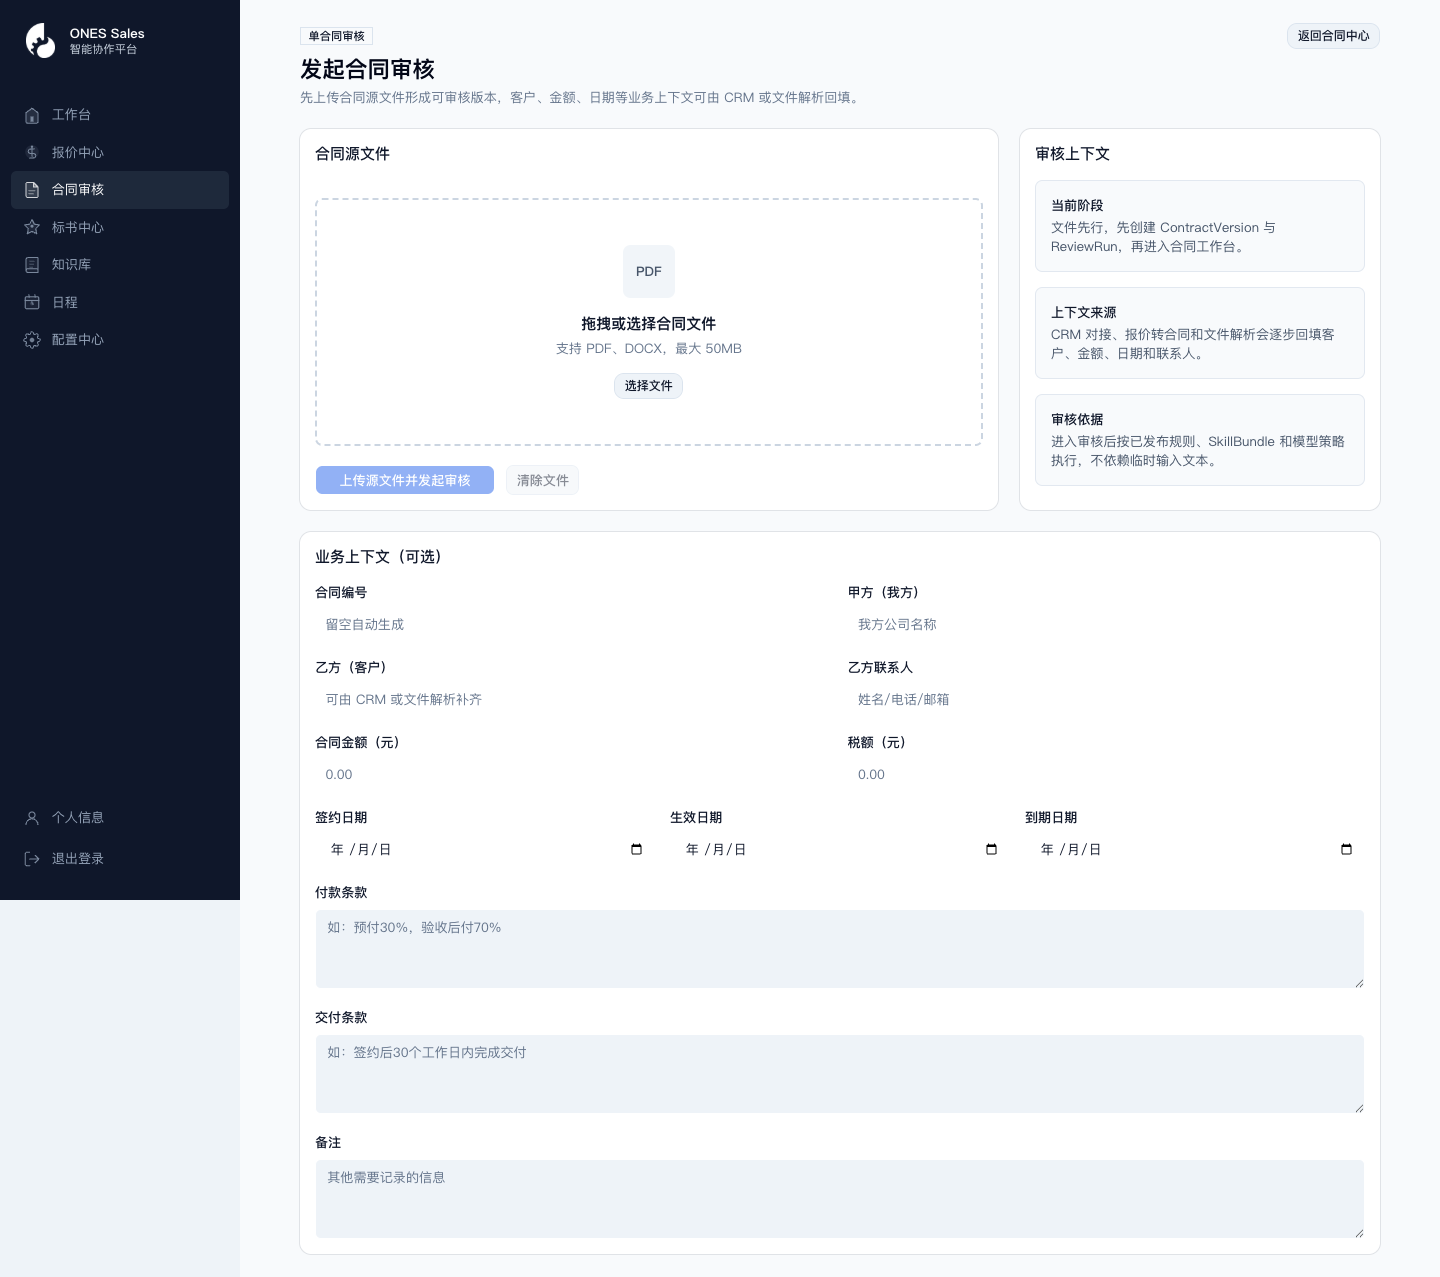 ONES Sales
智能协作平台
工作台
报价中心
合同审核
标书中心
知识库
日程
配置中心
个人信息
退出登录
单合同审核
返回合同中心
发起合同审核
先上传合同源文件形成可审核版本，客户、金额、日期等业务上下文可由 CRM 或文件解析回填。
合同源文件
PDF
拖拽或选择合同文件
支持 PDF、DOCX，最大 50MB
选择文件
上传源文件并发起审核
清除文件
审核上下文
当前阶段
文件先行，先创建 ContractVersion 与
ReviewRun，再进入合同工作台。
上下文来源
CRM 对接、报价转合同和文件解析会逐步回填客
户、金额、日期和联系人。
审核依据
进入审核后按已发布规则、SkillBundle 和模型策略
执行，不依赖临时输入文本。
业务上下文（可选）
合同编号
留空自动生成
甲方（我方）
我方公司名称
乙方（客户）
可由 CRM 或文件解析补齐
乙方联系人
姓名/电话/邮箱
合同金额（元）
0.00
税额（元）
0.00
签约日期
年 /月/日
生效日期
年 /月/日
到期日期
年 /月/日
付款条款
如：预付30%，验收后付70%
交付条款
如：签约后30个工作日内完成交付
备注
其他需要记录的信息